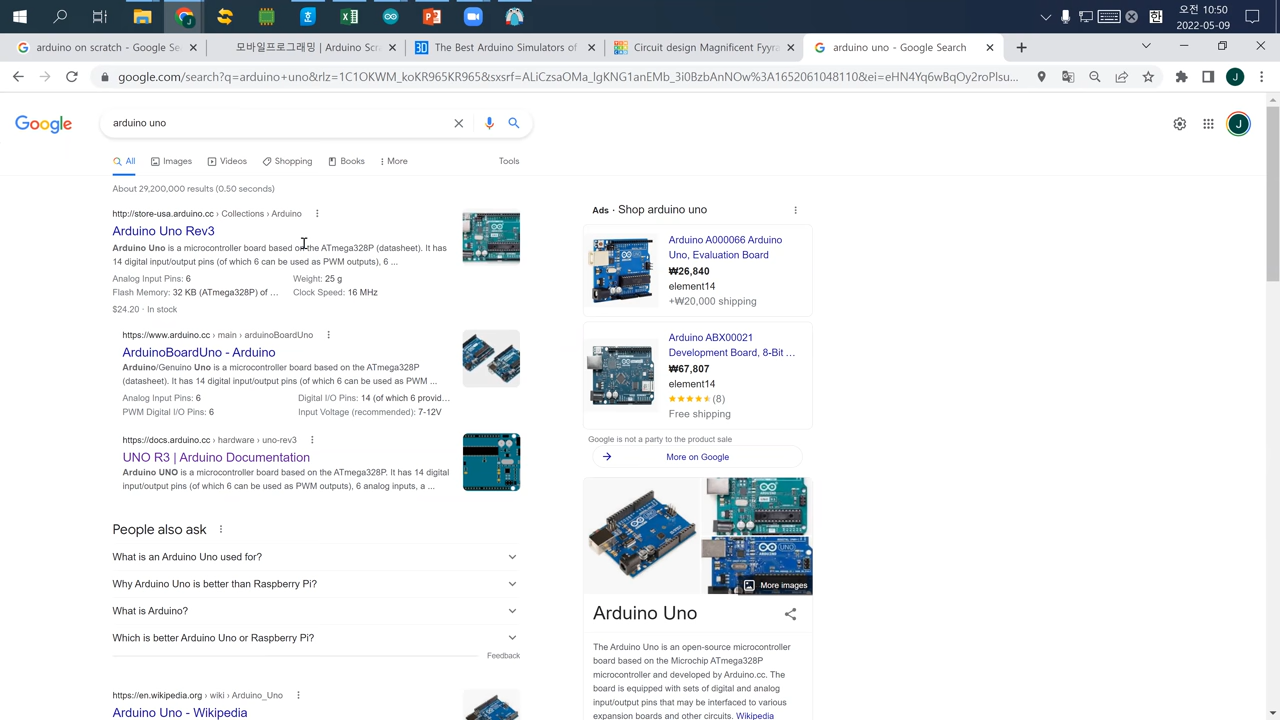 오전 10:50
2022-05-09
arduino on scratch - Google Se
모바일프로그래밍 | Arduino Scr
The Best Arduino Simulators of
Circuit design Magnificent Fyyra
arduino uno - Google Search
google.com/search?q=arduino+uno&rlz=1C1OKWM_koKR965KR965&sxsrf=ALiCzsaOMa_lgKNG1anEMb_3i0BzbAnNOw%3A1652061048110&ei=eHN4Yq6wBqOy2roPlsu...
J
Google
arduino uno
J
All
Images
Videos
Shopping
Books
More
Tools
About 29,200,000 results (0.50 seconds)
http://store-usa.arduino.cc › Collections › Arduino
Arduino Uno Rev3
Arduino Uno is a microcontroller board based on the ATmega328P (datasheet). It has
14 digital input/output pins (of which 6 can be used as PWM outputs), 6 ...
Analog Input Pins: 6
Weight: 25 g
Flash Memory: 32 KB (ATmega328P) of ...
Clock Speed: 16 MHz
$24.20 · In stock
https://www.arduino.cc › main › arduinoBoardUno
ArduinoBoardUno - Arduino
Arduino/Genuino Uno is a microcontroller board based on the ATmega328P
(datasheet). It has 14 digital input/output pins (of which 6 can be used as PWM ...
Analog Input Pins: 6
Digital I/O Pins: 14 (of which 6 provid...
PWM Digital I/O Pins: 6
Input Voltage (recommended): 7-12V
https://docs.arduino.cc › hardware › uno-rev3
UNO R3 | Arduino Documentation
Arduino UNO is a microcontroller board based on the ATmega328P. It has 14 digital
input/output pins (of which 6 can be used as PWM outputs), 6 analog inputs, a ...
People also ask
What is an Arduino Uno used for?
Why Arduino Uno is better than Raspberry Pi?
What is Arduino?
Which is better Arduino Uno or Raspberry Pi?
Feedback
https://en.wikipedia.org › wiki › Arduino_Uno
Arduino Uno - Wikipedia
Ads · Shop arduino uno
Arduino A000066 Arduino
Uno, Evaluation Board
₩26,840
element14
+₩20,000 shipping
Arduino ABX00021
Development Board, 8-Bit ...
₩67,807
element14
(8)
Free shipping
Google is not a party to the product sale
More on Google
More images
Arduino Uno
The Arduino Uno is an open-source microcontroller
board based on the Microchip ATmega328P
microcontroller and developed by Arduino.cc. The
board is equipped with sets of digital and analog
input/output pins that may be interfaced to various
expansion boards and other circuits. Wikipedia